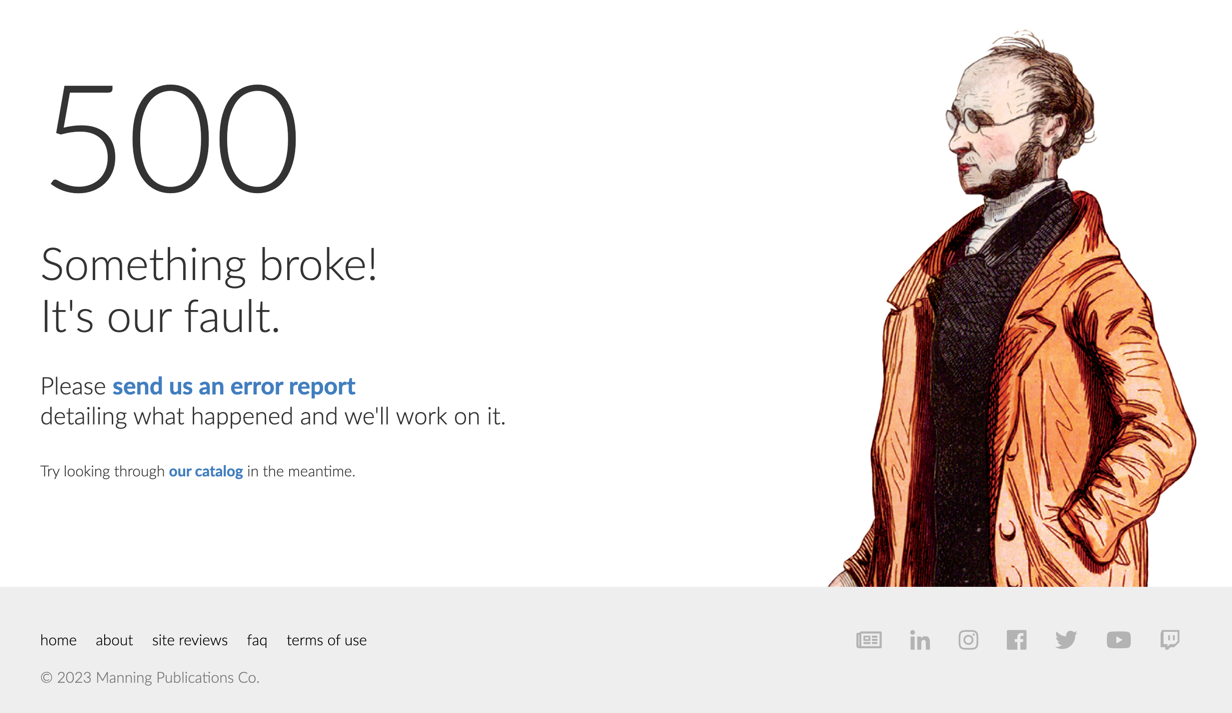 500
Something broke!
It's our fault.
Please send us an error report
detailing what happened and we'll work on it.
Try looking through our catalog in the meantime.
home about site reviews faq terms of use
© 2023 Manning Publications Co.